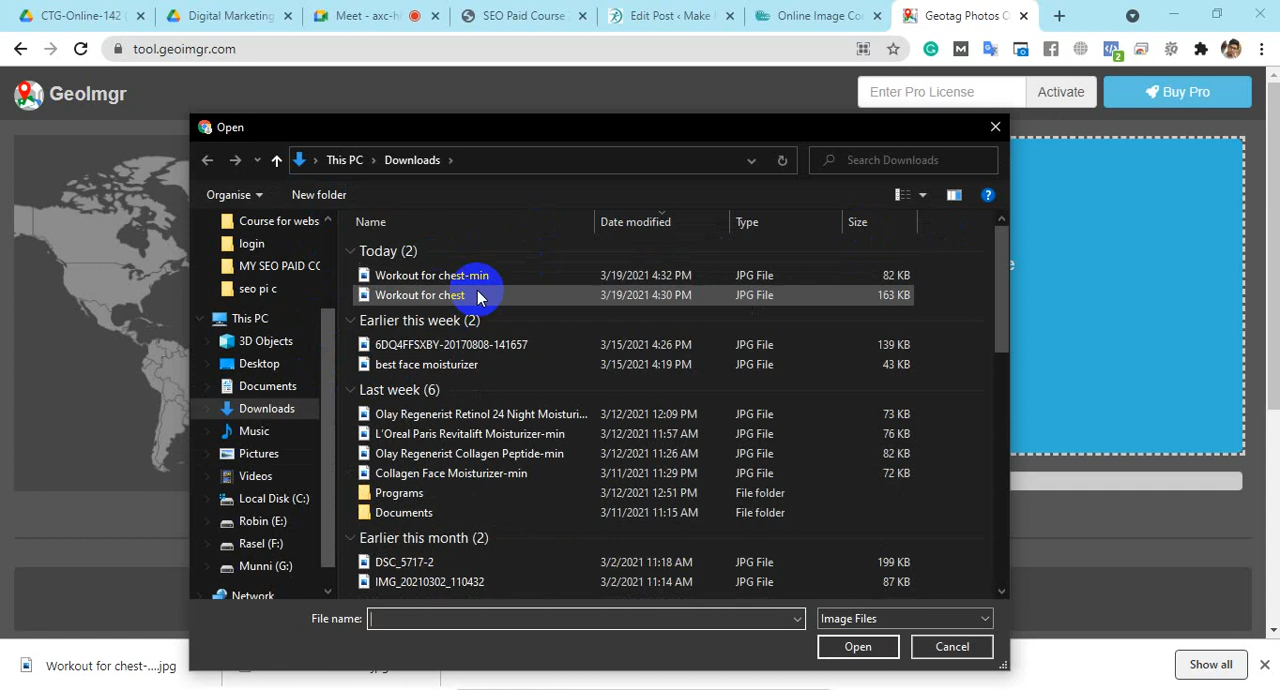 CTG-Online-142
Digital Marketing
Meet - axc-h
SEO Paid Course
Edit Post ‹ Make
Online Image Co
Geotag Photos O
tool.geoimgr.com
GeoImgr
Enter Pro License
Activate
Buy Pro
Open
This PC
Downloads
Search Downloads
Organise
New folder
Name
Date modified
Type
Size
Course for webs
login
MY SEO PAID CO
seo pi c
This PC
3D Objects
Desktop
Documents
Downloads
Music
Pictures
Videos
Local Disk (C:)
Robin (E:)
Rasel (F:)
Munni (G:)
Network
Today (2)
Workout for chest-min 3/19/2021 4:32 PM JPG File 82 KB
Workout for chest 3/19/2021 4:30 PM JPG File 163 KB
Earlier this week (2)
6DQ4FFSXBY-20170808-141657 3/15/2021 4:26 PM JPG File 139 KB
best face moisturizer 3/15/2021 4:19 PM JPG File 43 KB
Last week (6)
Olay Regenerist Retinol 24 Night Moisturi... 3/12/2021 12:09 PM JPG File 73 KB
L'Oreal Paris Revitalift Moisturizer-min 3/12/2021 11:57 AM JPG File 76 KB
Olay Regenerist Collagen Peptide-min 3/12/2021 11:26 AM JPG File 82 KB
Collagen Face Moisturizer-min 3/11/2021 11:29 PM JPG File 72 KB
Programs 3/12/2021 12:51 PM File folder
Documents 3/11/2021 11:15 AM File folder
Earlier this month (2)
DSC_5717-2 3/2/2021 11:18 AM JPG File 199 KB
IMG_20210302_110432 3/2/2021 11:14 AM JPG File 87 KB
File name:
Image Files
Open
Cancel
Workout for chest-....jpg
Show all